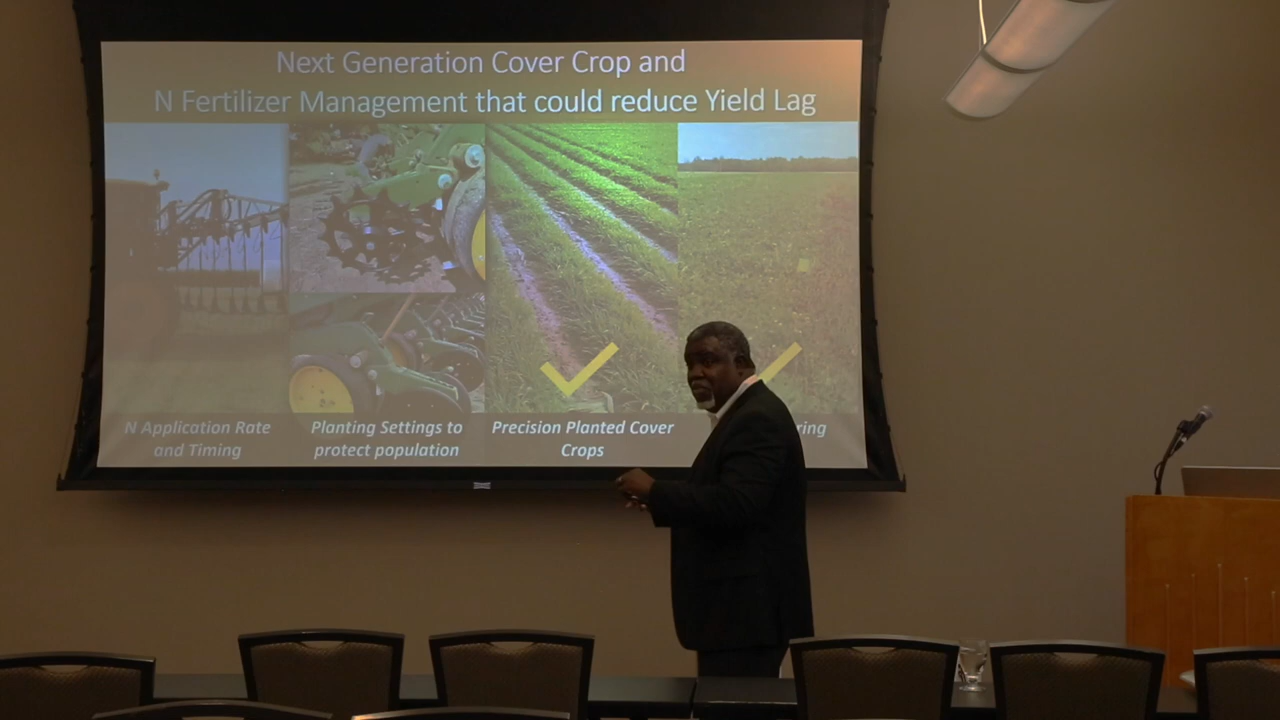 Next Generation Cover Crop and
N Fertilizer Management that could reduce Yield Lag
N Application Rate
and Timing
Planting Settings to
protect population
Precision Planted Cover
Crops